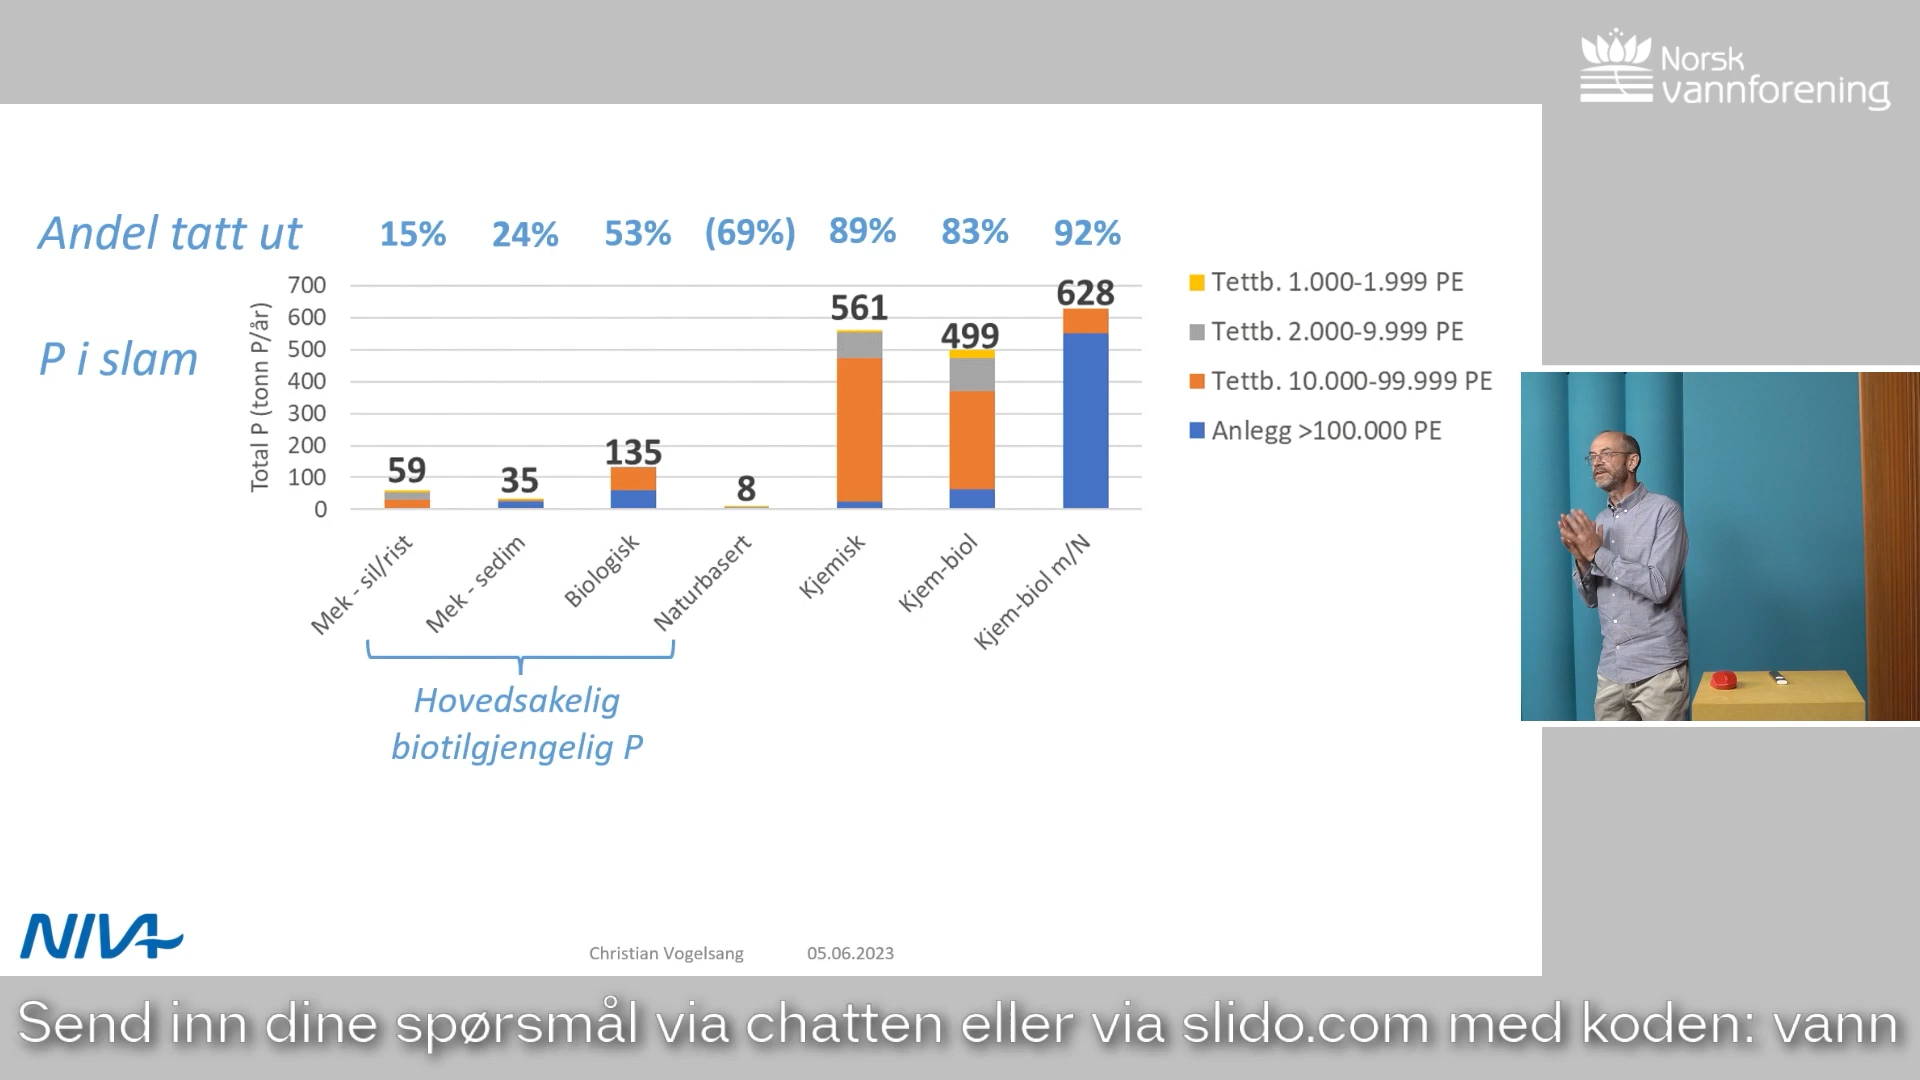 Norsk
vannforening
Andel tatt ut 15% 24% 53% (69%) 89% 83% 92%
P i slam
Total P (tonn P/år)
700
600
500
400
300
200
100
0
59
35
135
8
561
499
628
Mek - sil/rist
Mek - sedim
Biologisk
Naturbasert
Kjemisk
Kjem-biol
Kjem-biol m/N
Tettb. 1.000-1.999 PE
Tettb. 2.000-9.999 PE
Tettb. 10.000-99.999 PE
Anlegg >100.000 PE
Hovedsakelig
biotilgjengelig P
NIVA
Christian Vogelsang 05.06.2023
Send inn dine spørsmål via chatten eller via slido.com med koden: vann